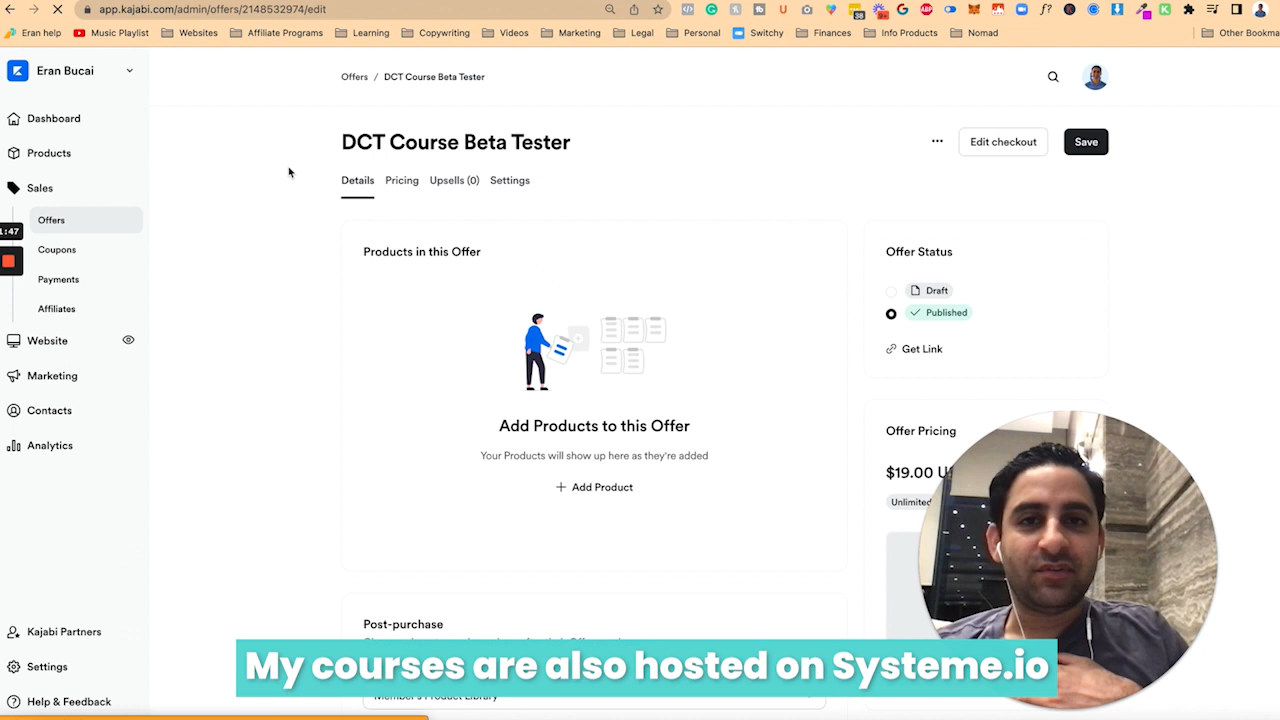 app.kajabi.com/admin/offers/2148532974/edit
Eran help
Music Playlist
Websites
Affiliate Programs
Learning
Copywriting
Videos
Marketing
Legal
Personal
Switchy
Finances
Info Products
Nomad
Other Bookma
Eran Bucai
Offers / DCT Course Beta Tester
Dashboard
DCT Course Beta Tester
Edit checkout
Save
Products
Details
Pricing
Upsells (0)
Settings
Sales
Offers
1:47
Coupons
Payments
Affiliates
Website
Marketing
Contacts
Analytics
Products in this Offer
Add Products to this Offer
Your Products will show up here as they're added
+ Add Product
Offer Status
Draft
Published
Get Link
Offer Pricing
$19.00 U
Unlimited
Post-purchase
Kajabi Partners
Settings
Help & Feedback
My courses are also hosted on Systeme.io
Member's Product Library